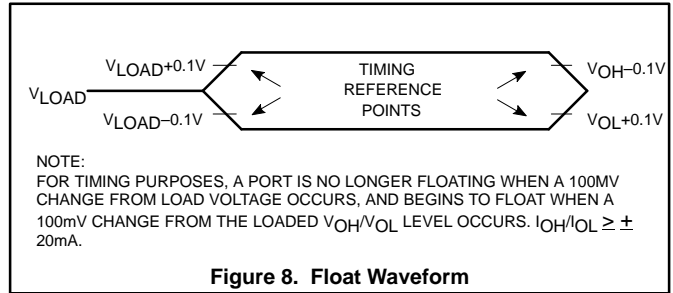 VLOAD
VLOAD+0.1V
VLOAD–0.1V
TIMING
REFERENCE
POINTS
VOH–0.1V
VOL+0.1V
NOTE:
FOR TIMING PURPOSES, A PORT IS NO LONGER FLOATING WHEN A 100MV
CHANGE FROM LOAD VOLTAGE OCCURS, AND BEGINS TO FLOAT WHEN A
100mV CHANGE FROM THE LOADED VOH/VOL LEVEL OCCURS. IOH/IOL ≥ ±
20mA.
Figure 8. Float Waveform